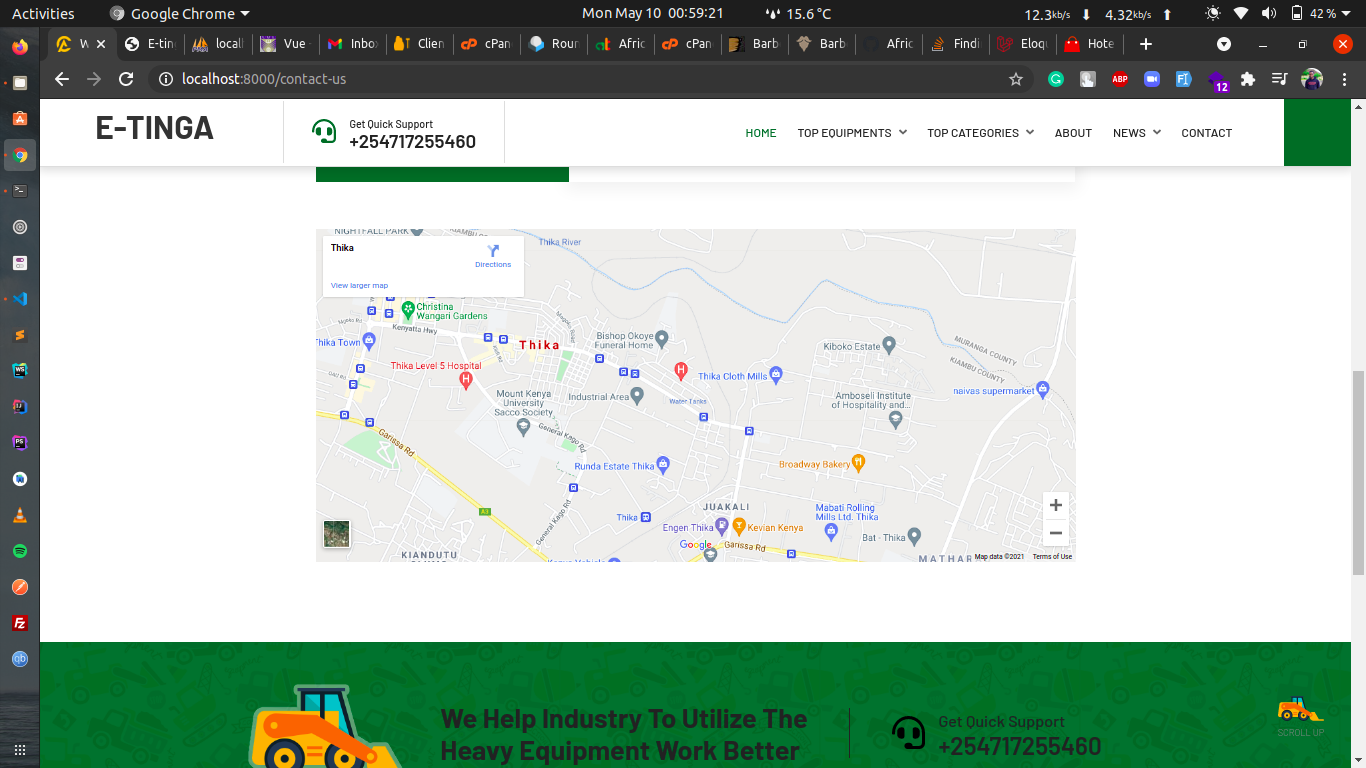 Activities
Google Chrome
Mon May 10 00:59:21
15.6 °C
12.3kb/s
4.32kb/s
42 %
W
E-ting
local
Vue
Inbox
Clien
cPan
Roun
Afric
cPan
Barb
Barb
Afric
Findi
Eloq
Hote
localhost:8000/contact-us
ABP
12
E-TINGA
Get Quick Support
+254717255460
HOME
TOP EQUIPMENTS
TOP CATEGORIES
ABOUT
NEWS
CONTACT
NIGHTFALL PARK
KIAMBU CO
Thika
Directions
View larger map
Thika River
Christina
Wangari Gardens
Kenyatta Hwy
Thika Town
Thika
Bishop Okoye
Funeral Home
Kiboko Estate
MURANGA COUNTY
KIAMBU COUNTY
Thika Level 5 Hospital
Thika Cloth Mills
naivas supermarket
Mount Kenya
University
Sacco Society
Industrial Area
Water Tanks
Amboseli Institute
of Hospitality and...
Garissa Rd
General Kago Rd
Runda Estate Thika
Broadway Bakery
JUAKALI
Mabati Rolling
Mills Ltd. Thika
A3
General Kago Rd
Thika
Engen Thika
Kevian Kenya
Bat - Thika
Google
Garissa Rd
KIANDUTU
MATHAR
Map data ©2021
Terms of Use
We Help Industry To Utilize The
Heavy Equipment Work Better
Get Quick Support
+254717255460
SCROLL UP